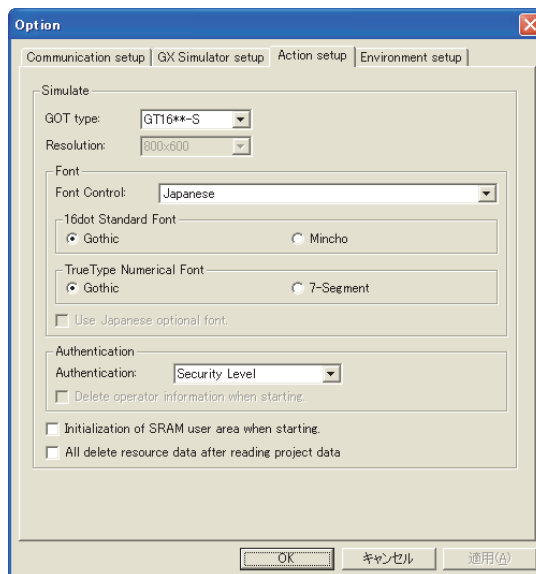 Option
Communication setup GX Simulator setup Action setup Environment setup
Simulate
GOT type: GT16**-S
Resolution: 800x600
Font
Font Control: Japanese
16dot Standard Font
Gothic Mincho
TrueType Numerical Font
Gothic 7-Segment
Use Japanese optional font.
Authentication
Authentication: Security Level
Delete operator information when starting.
Initialization of SRAM user area when starting.
All delete resource data after reading project data
OK キャンセル 適用(A)